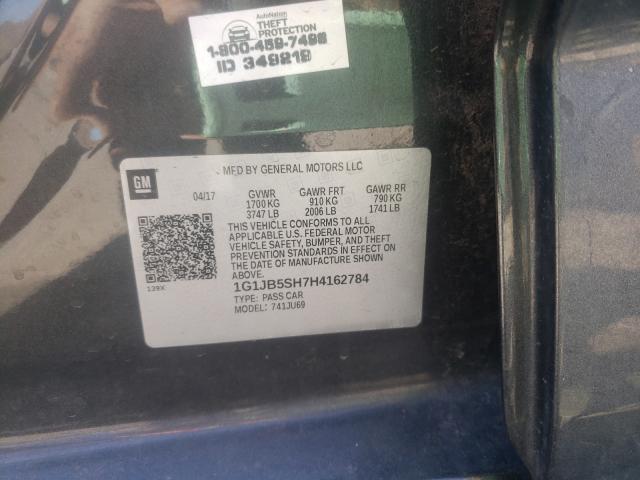 AutoNation
THEFT
PROTECTION
1-800-459-7498
ID 349219
MFD BY GENERAL MOTORS LLC
GM
04/17 GVWR GAWR FRT GAWR RR
1700 KG 910 KG 790 KG
3747 LB 2006 LB 1741 LB
THIS VEHICLE CONFORMS TO ALL
APPLICABLE U.S. FEDERAL MOTOR
VEHICLE SAFETY, BUMPER, AND THEFT
PREVENTION STANDARDS IN EFFECT ON
THE DATE OF MANUFACTURE SHOWN
ABOVE.
139X
1G1JB5SH7H4162784
TYPE: PASS CAR
MODEL: 741JU69